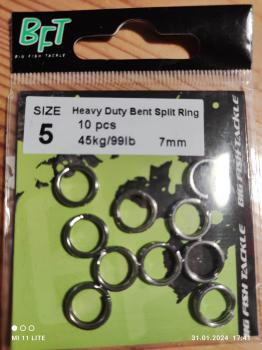 BFT
BIG FISH TACKLE
SIZE
5
Heavy Duty Bent Split Ring
10 pcs
45kg/99lb 7mm
BIG FISH TACKLE
BIG FISH TACKLE
MI 11 LITE
31.01.2024 17:41